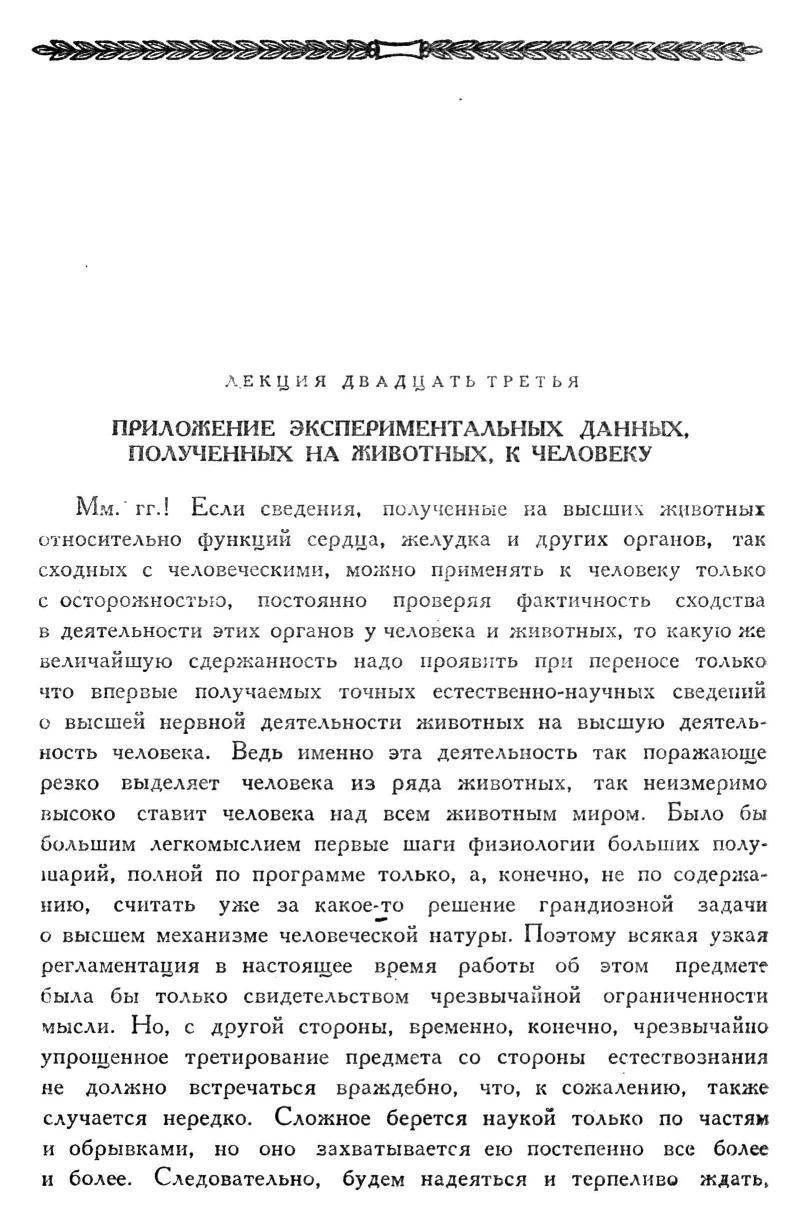 ЛЕКЦИЯ ДВАДЦАТЬ ТРЕТЬЯ
ПРИЛОЖЕНИЕ ЭКСПЕРИМЕНТАЛЬНЫХ ДАННЫХ,
ПОЛУЧЕННЫХ НА ЖИВОТНЫХ, К ЧЕЛОВЕКУ
Мм. гг.! Если сведения, полученные на высших животных
относительно функций сердца, желудка и других органов, так
сходных с человеческими, можно применять к человеку только
с осторожностью, постоянно проверяя фактичность сходства
в деятельности этих органов у человека и животных, то какую же
величайшую сдержанность надо проявить при переносе только
что впервые получаемых точных естественно-научных сведений
о высшей нервной деятельности животных на высшую деятель-
ность человека. Ведь именно эта деятельность так поражающе
резко выделяет человека из ряда животных, так неизмеримо
высоко ставит человека над всем животным миром. Было бы
большим легкомыслием первые шаги физиологии больших полу-
шарий, полной по программе только, а, конечно, не по содержа-
нию, считать уже за какое-то решение грандиозной задачи
о высшем механизме человеческой натуры. Поэтому всякая узкая
регламентация в настоящее время работы об этом предмете
была бы только свидетельством чрезвычайной ограниченности
мысли. Но, с другой стороны, временно, конечно, чрезвычайно
упрощенное третирование предмета со стороны естествознания
не должно встречаться враждебно, что, к сожалению, также
случается нередко. Сложное берется наукой только по частям
и обрывками, но оно захватывается ею постепенно все более
и более. Следовательно, будем надеяться и терпеливо ждать,